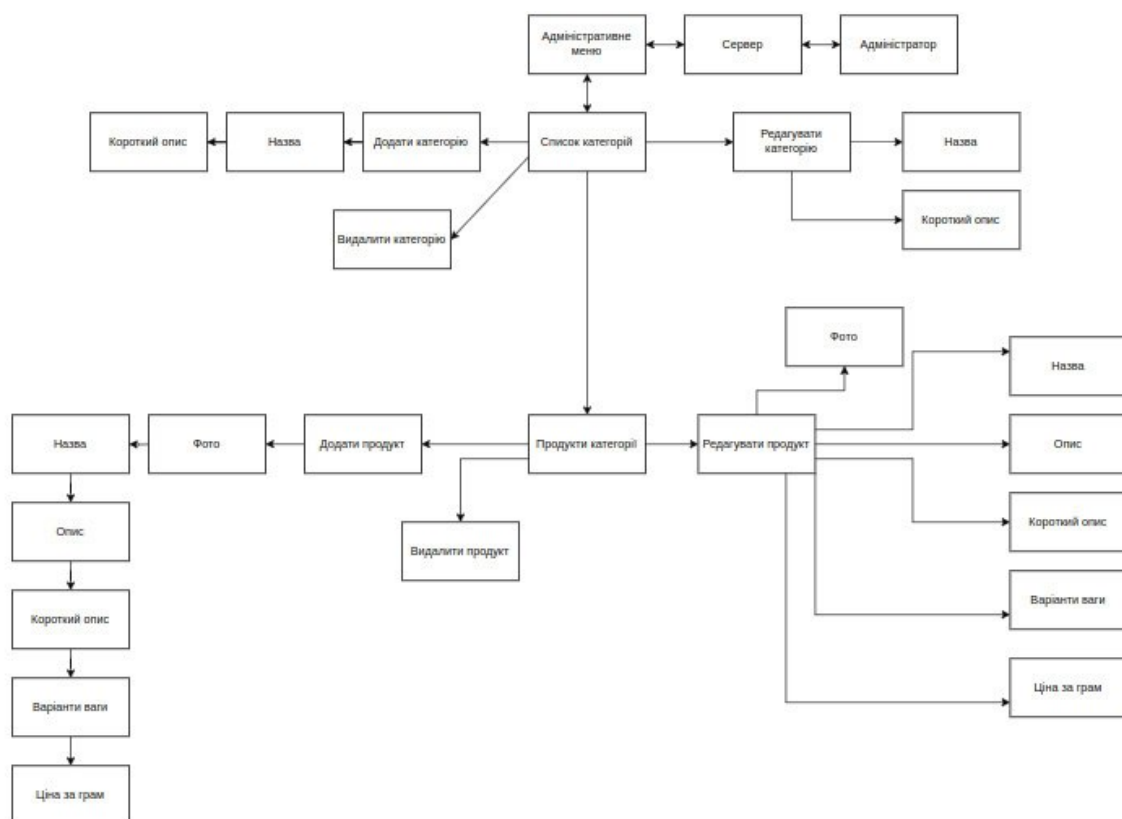 Адміністративне
меню
Сервер
Адміністратор
Короткий опис
Назва
Додати категорію
Список категорій
Редагувати
категорію
Назва
Видалити категорію
Короткий опис
Фото
Назва
Назва
Фото
Додати продукт
Продукти категорії
Редагувати продукт
Опис
Опис
Видалити продукт
Короткий опис
Короткий опис
Варіанти ваги
Варіанти ваги
Ціна за грам
Ціна за грам